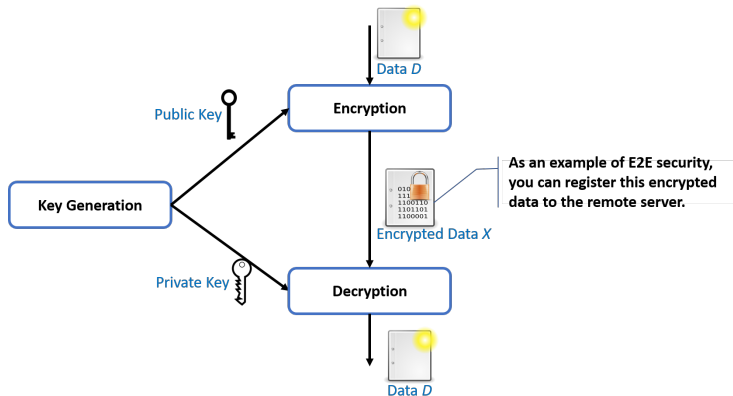 Data D
Encryption
Public Key
As an example of E2E security,
you can register this encrypted
data to the remote server.
010
111
1100110
1101101
1100001
Key Generation
Encrypted Data X
Private Key
Decryption
Data D